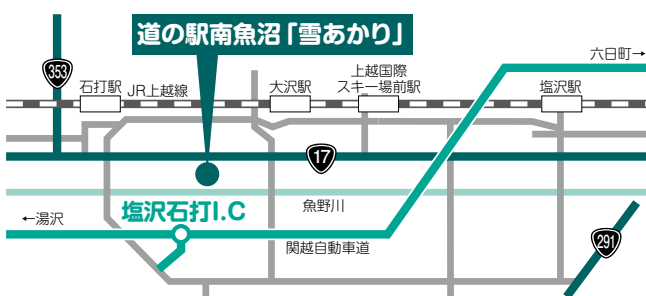 道の駅南魚沼「雪あかり」
六日町→
353
石打駅
JR上越線
大沢駅
上越国際
スキー場前駅
塩沢駅
17
塩沢石打I.C
魚野川
←湯沢
関越自動車道
291